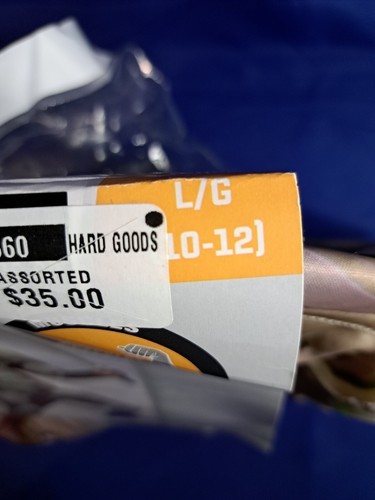 L/G
10-12)
60 HARD GOODS
ASSORTED
$35.00